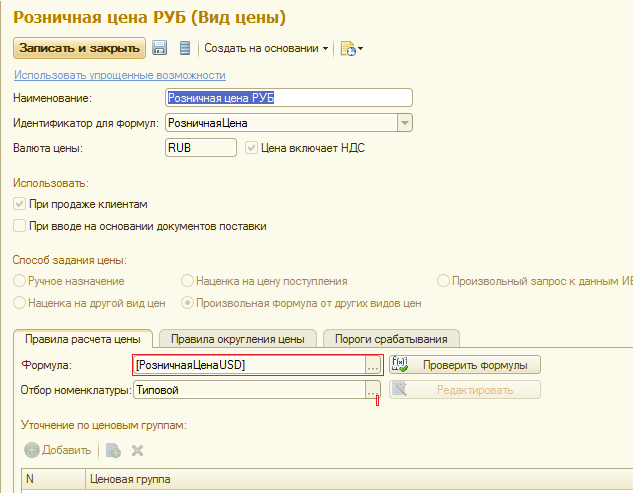 Розничная цена РУБ (Вид цены)
Записать и закрыть Создать на основании
Использовать упрощенные возможности
Наименование: Розничная цена РУБ
Идентификатор для формул: РозничнаяЦена
Валюта цены: RUB Цена включает НДС
Использовать:
При продаже клиентам
При вводе на основании документов поставки
Способ задания цены:
Ручное назначение Наценка на цену поступления Произвольный запрос к данным ИБ
Наценка на другой вид цен Произвольная Формула от других видов цен
Правила расчета цены Правила округления цены Пороги срабатывания
Формула: [РозничнаяЦенаUSD] ... Проверить формулы
Отбор номенклатуры: Типовой ... Редактировать
Уточнение по ценовым группам:
Добавить
N Ценовая группа